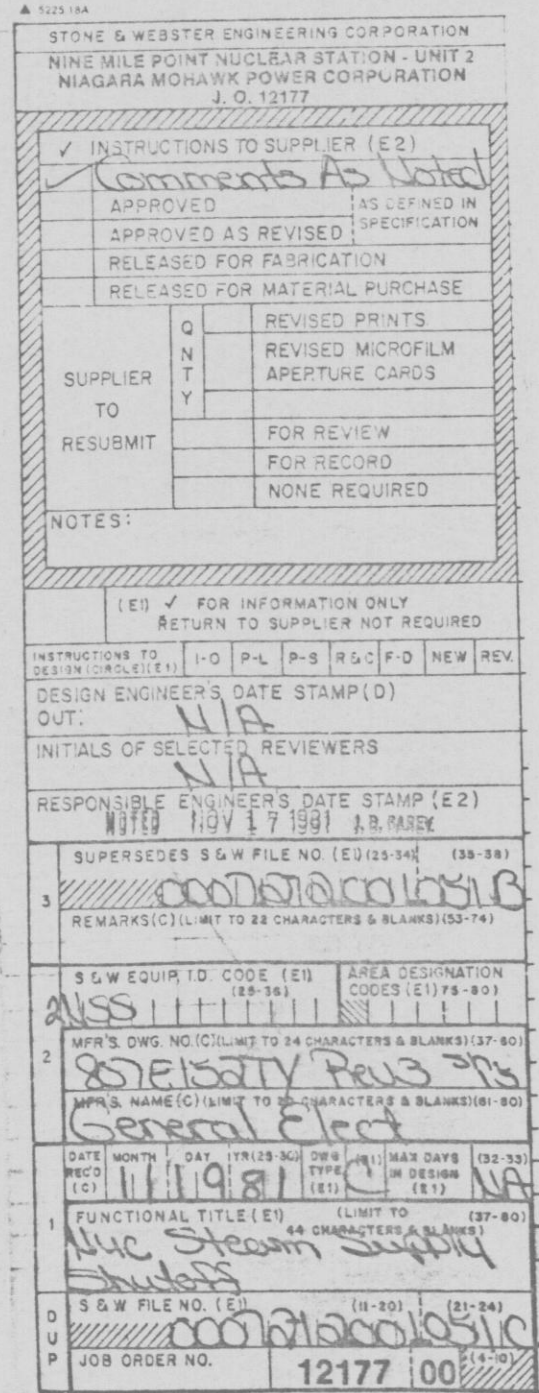 ▲ 5225.18A
STONE & WEBSTER ENGINEERING CORPORATION
NINE MILE POINT NUCLEAR STATION - UNIT 2
NIAGARA MOHAWK POWER CORPORATION
J. O. 12177
✓ INSTRUCTIONS TO SUPPLIER (E2)
✓ Comments As Noted
APPROVED
AS DEFINED IN
SPECIFICATION
APPROVED AS REVISED
RELEASED FOR FABRICATION
RELEASED FOR MATERIAL PURCHASE
SUPPLIER
TO
RESUBMIT
QNTY
REVISED PRINTS
REVISED MICROFILM
APERTURE CARDS
FOR REVIEW
FOR RECORD
NONE REQUIRED
NOTES:
(E1) ✓ FOR INFORMATION ONLY
RETURN TO SUPPLIER NOT REQUIRED
INSTRUCTIONS TO
DESIGN (CIRCLE)(E1) I-O P-L P-S R&C F-D NEW REV.
DESIGN ENGINEER'S DATE STAMP (D)
OUT: N/A
INITIALS OF SELECTED REVIEWERS
N/A
RESPONSIBLE ENGINEER'S DATE STAMP (E2)
NOTED NOV 17 1981 J.B.
SUPERSEDES S & W FILE NO. (E1)(25-34) (35-38)
3
REMARKS(C)(LIMIT TO 22 CHARACTERS & BLANKS)(53-74)
S & W EQUIP. I.D. CODE (E1)
(25-36)
AREA DESIGNATION
CODES (E1) 75-80)
2NSS
2
MFR'S. DWG. NO.(C)(LIMIT TO 24 CHARACTERS & BLANKS)(37-60)
807E152TY Rev 3
MFR'S. NAME(C)(LIMIT TO 20 CHARACTERS & BLANKS)(61-80)
General Elect
DATE
REC'D
(C)
MONTH DAY YR(25-30)
11 19 81
DWG
TYPE
(E1)
(31)
C
MAX DAYS
IN DESIGN
(E1)
(32-33)
NA
1
FUNCTIONAL TITLE (E1) (LIMIT TO
44 CHARACTERS & BLANKS)
(37-80)
Nuc Steam Supply
Shutoff
DUP
S & W FILE NO. (E1) (11-20) (21-24)
JOB ORDER NO.
12177 00 (4-10)